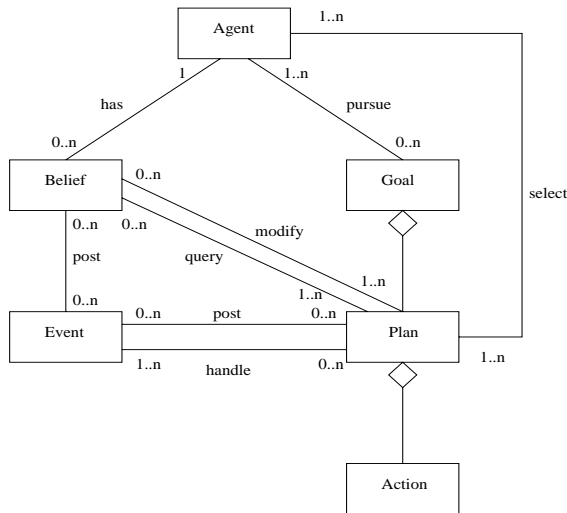 1..n
Agent
1
1..n
has
pursue
0..n
0..n
Belief
0..n
Goal
select
0..n
0..n
modify
post
query
1..n
0..n
1..n
Event
0..n
post
0..n
Plan
1..n
handle
0..n
1..n
Action